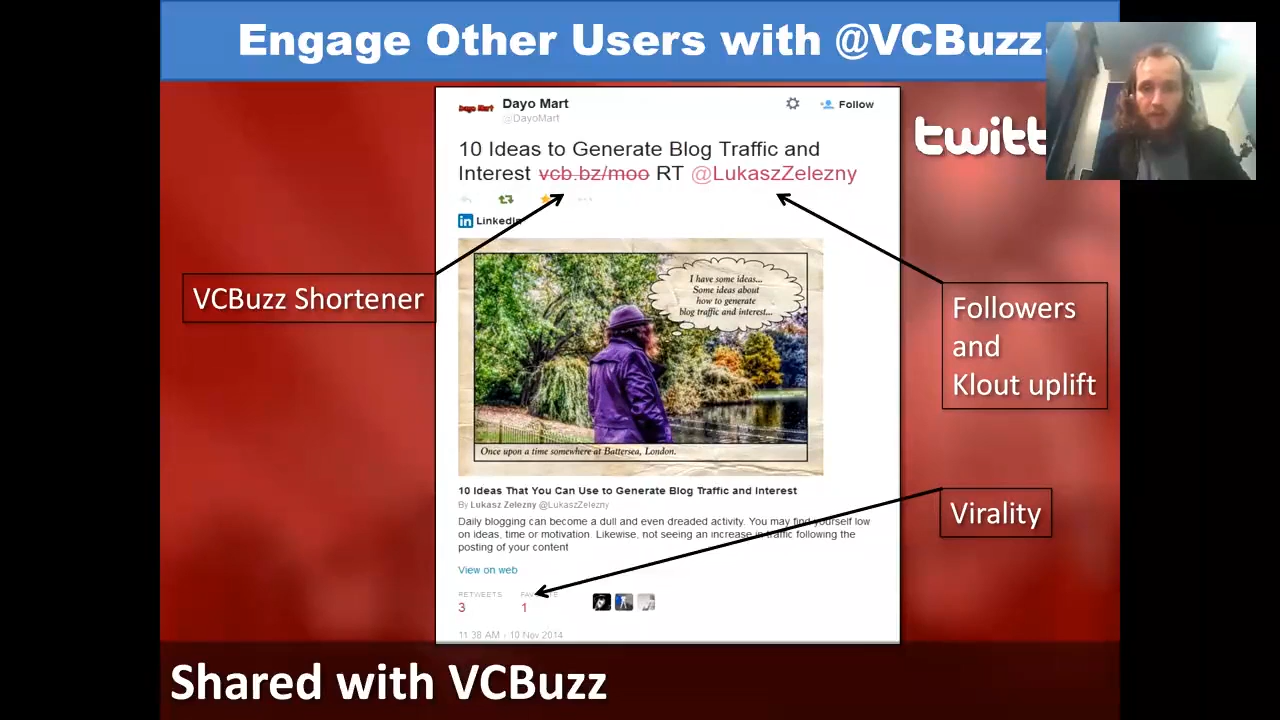 Engage Other Users with @VCBuzz
Dayo Mart
@DayoMart
Follow
10 Ideas to Generate Blog Traffic and
Interest vcb.bz/moo RT @LukaszZelezny
LinkedIn
twitt
VCBuzz Shortener
Followers
and
Klout uplift
I have some ideas...
Some ideas about
how to generate
blog traffic and interest...
Once upon a time somewhere at Battersea, London.
10 Ideas That You Can Use to Generate Blog Traffic and Interest
By Lukasz Zelezny @LukaszZelezny
Daily blogging can become a dull and even dreaded activity. You may find yourself low
on ideas, time or motivation. Likewise, not seeing an increase in traffic following the
posting of your content
Virality
View on web
RETWEETS
3
1
11:38 AM - 10 Nov 2014
Shared with VCBuzz